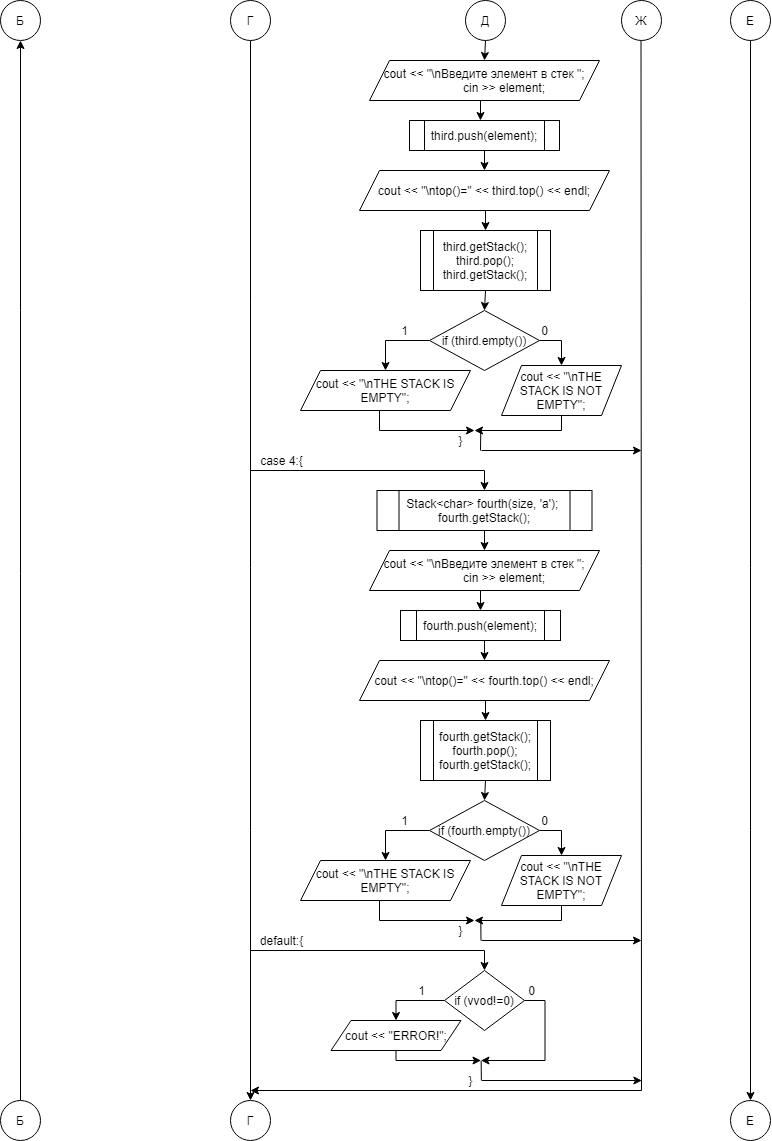 Б
Г
Д
Ж
Е
cout << "\nВведите элемент в стек ";
cin >> element;
third.push(element);
cout << "\ntop()=" << third.top() << endl;
third.getStack();
third.pop();
third.getStack();
1
if (third.empty())
0
cout << "\nTHE STACK IS
EMPTY";
cout << "\nTHE
STACK IS NOT
EMPTY";
}
case 4:{
Stack<char> fourth(size, 'a');
fourth.getStack();
cout << "\nВведите элемент в стек ";
cin >> element;
fourth.push(element);
cout << "\ntop()=" << fourth.top() << endl;
fourth.getStack();
fourth.pop();
fourth.getStack();
1
if (fourth.empty())
0
cout << "\nTHE STACK IS
EMPTY";
cout << "\nTHE
STACK IS NOT
EMPTY";
}
default:{
1
if (vvod!=0)
0
cout << "ERROR!";
}
Б
Г
Е